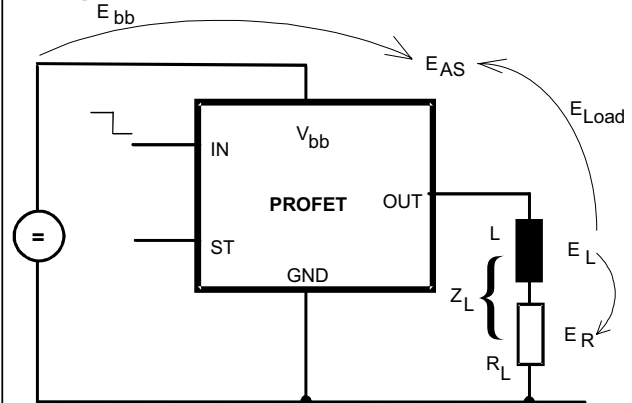 E bb
E AS
E Load
V bb
IN
PROFET
OUT
ST
GND
L
E L
Z L {
E R
R L
=